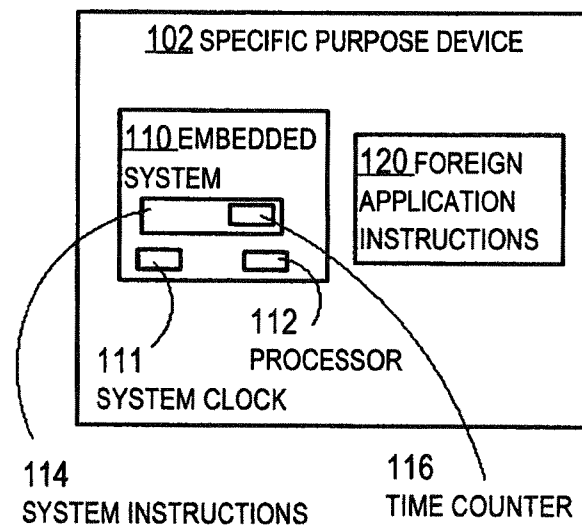 102 SPECIFIC PURPOSE DEVICE
110 EMBEDDED
SYSTEM
120 FOREIGN
APPLICATION
INSTRUCTIONS
111
SYSTEM CLOCK
112
PROCESSOR
114
SYSTEM INSTRUCTIONS
116
TIME COUNTER